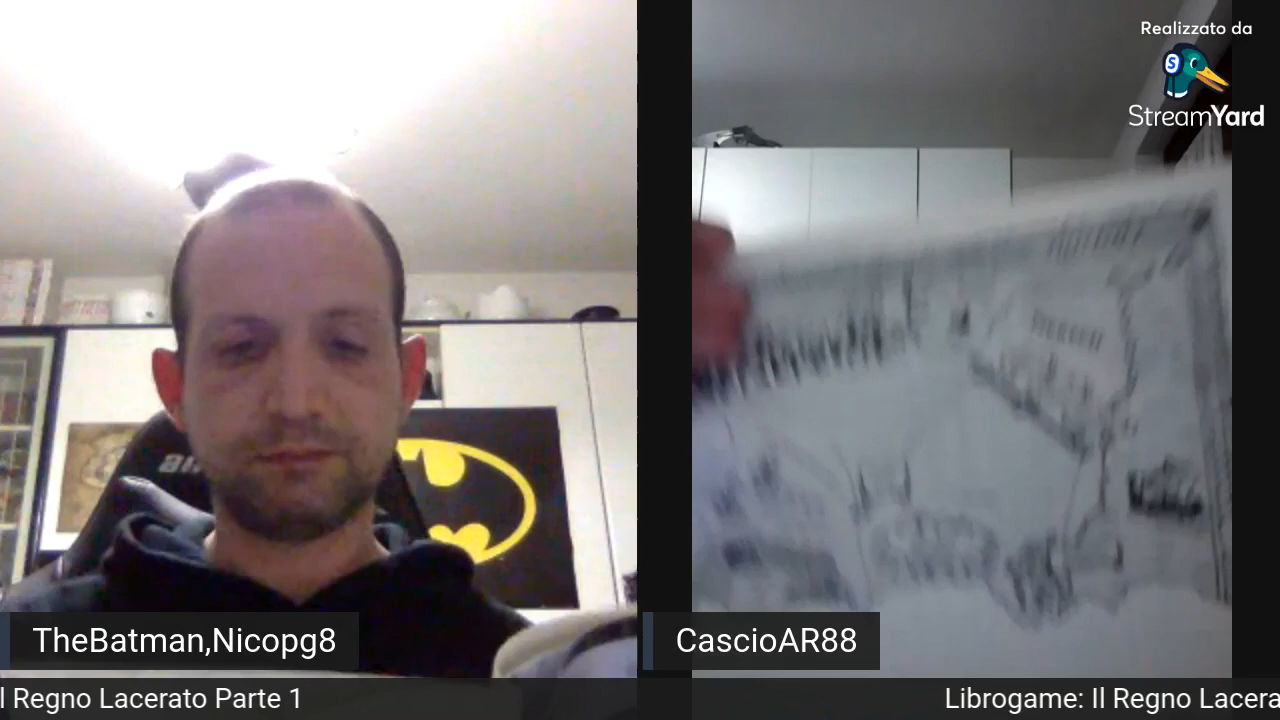 Realizzato da
StreamYard
TheBatman,Nicopg8
CascioAR88
l Regno Lacerato Parte 1
Librogame: Il Regno Lacera